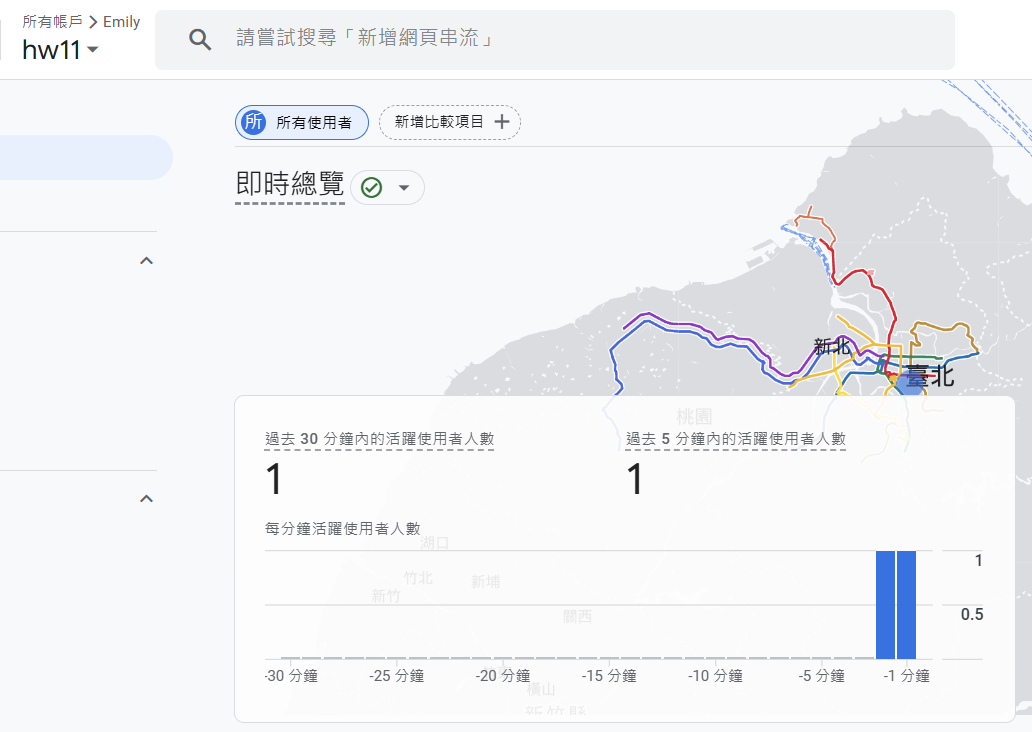 所有帳戶 > Emily
hw11
請嘗試搜尋「新增網頁串流」
所 所有使用者
新增比較項目 +
即時總覽
新北
臺北
桃園
過去 30 分鐘內的活躍使用者人數
過去 5 分鐘內的活躍使用者人數
1
1
每分鐘活躍使用者人數
湖口
1
竹北
新埔
新竹
關西
0.5
-30 分鐘
-25 分鐘
-20 分鐘
-15 分鐘
-10 分鐘
-5 分鐘
-1 分鐘
橫山
新竹縣